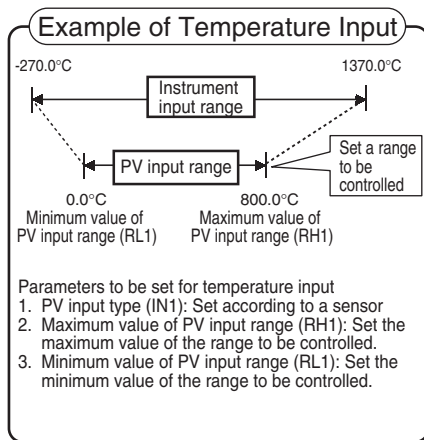 Example of Temperature Input
-270.0°C
1370.0°C
Instrument
input range
PV input range
Set a range
to be
controlled
0.0°C
800.0°C
Minimum value of
PV input range (RL1)
Maximum value of
PV input range (RH1)
Parameters to be set for temperature input
1. PV input type (IN1): Set according to a sensor
2. Maximum value of PV input range (RH1): Set the
maximum value of the range to be controlled.
3. Minimum value of PV input range (RL1): Set the
minimum value of the range to be controlled.